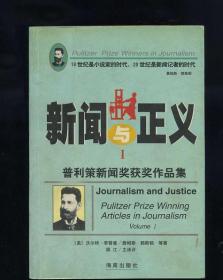 Pulitzer Prize Winners in Journalism
19世纪是小说家的时代，20世纪是新闻记者的时代
新闻与正义
1
普利策新闻奖获奖作品集
Journalism and Justice
Pulitzer Prize Winning
Articles in Journalism
Volume 1
等著
海南出版社